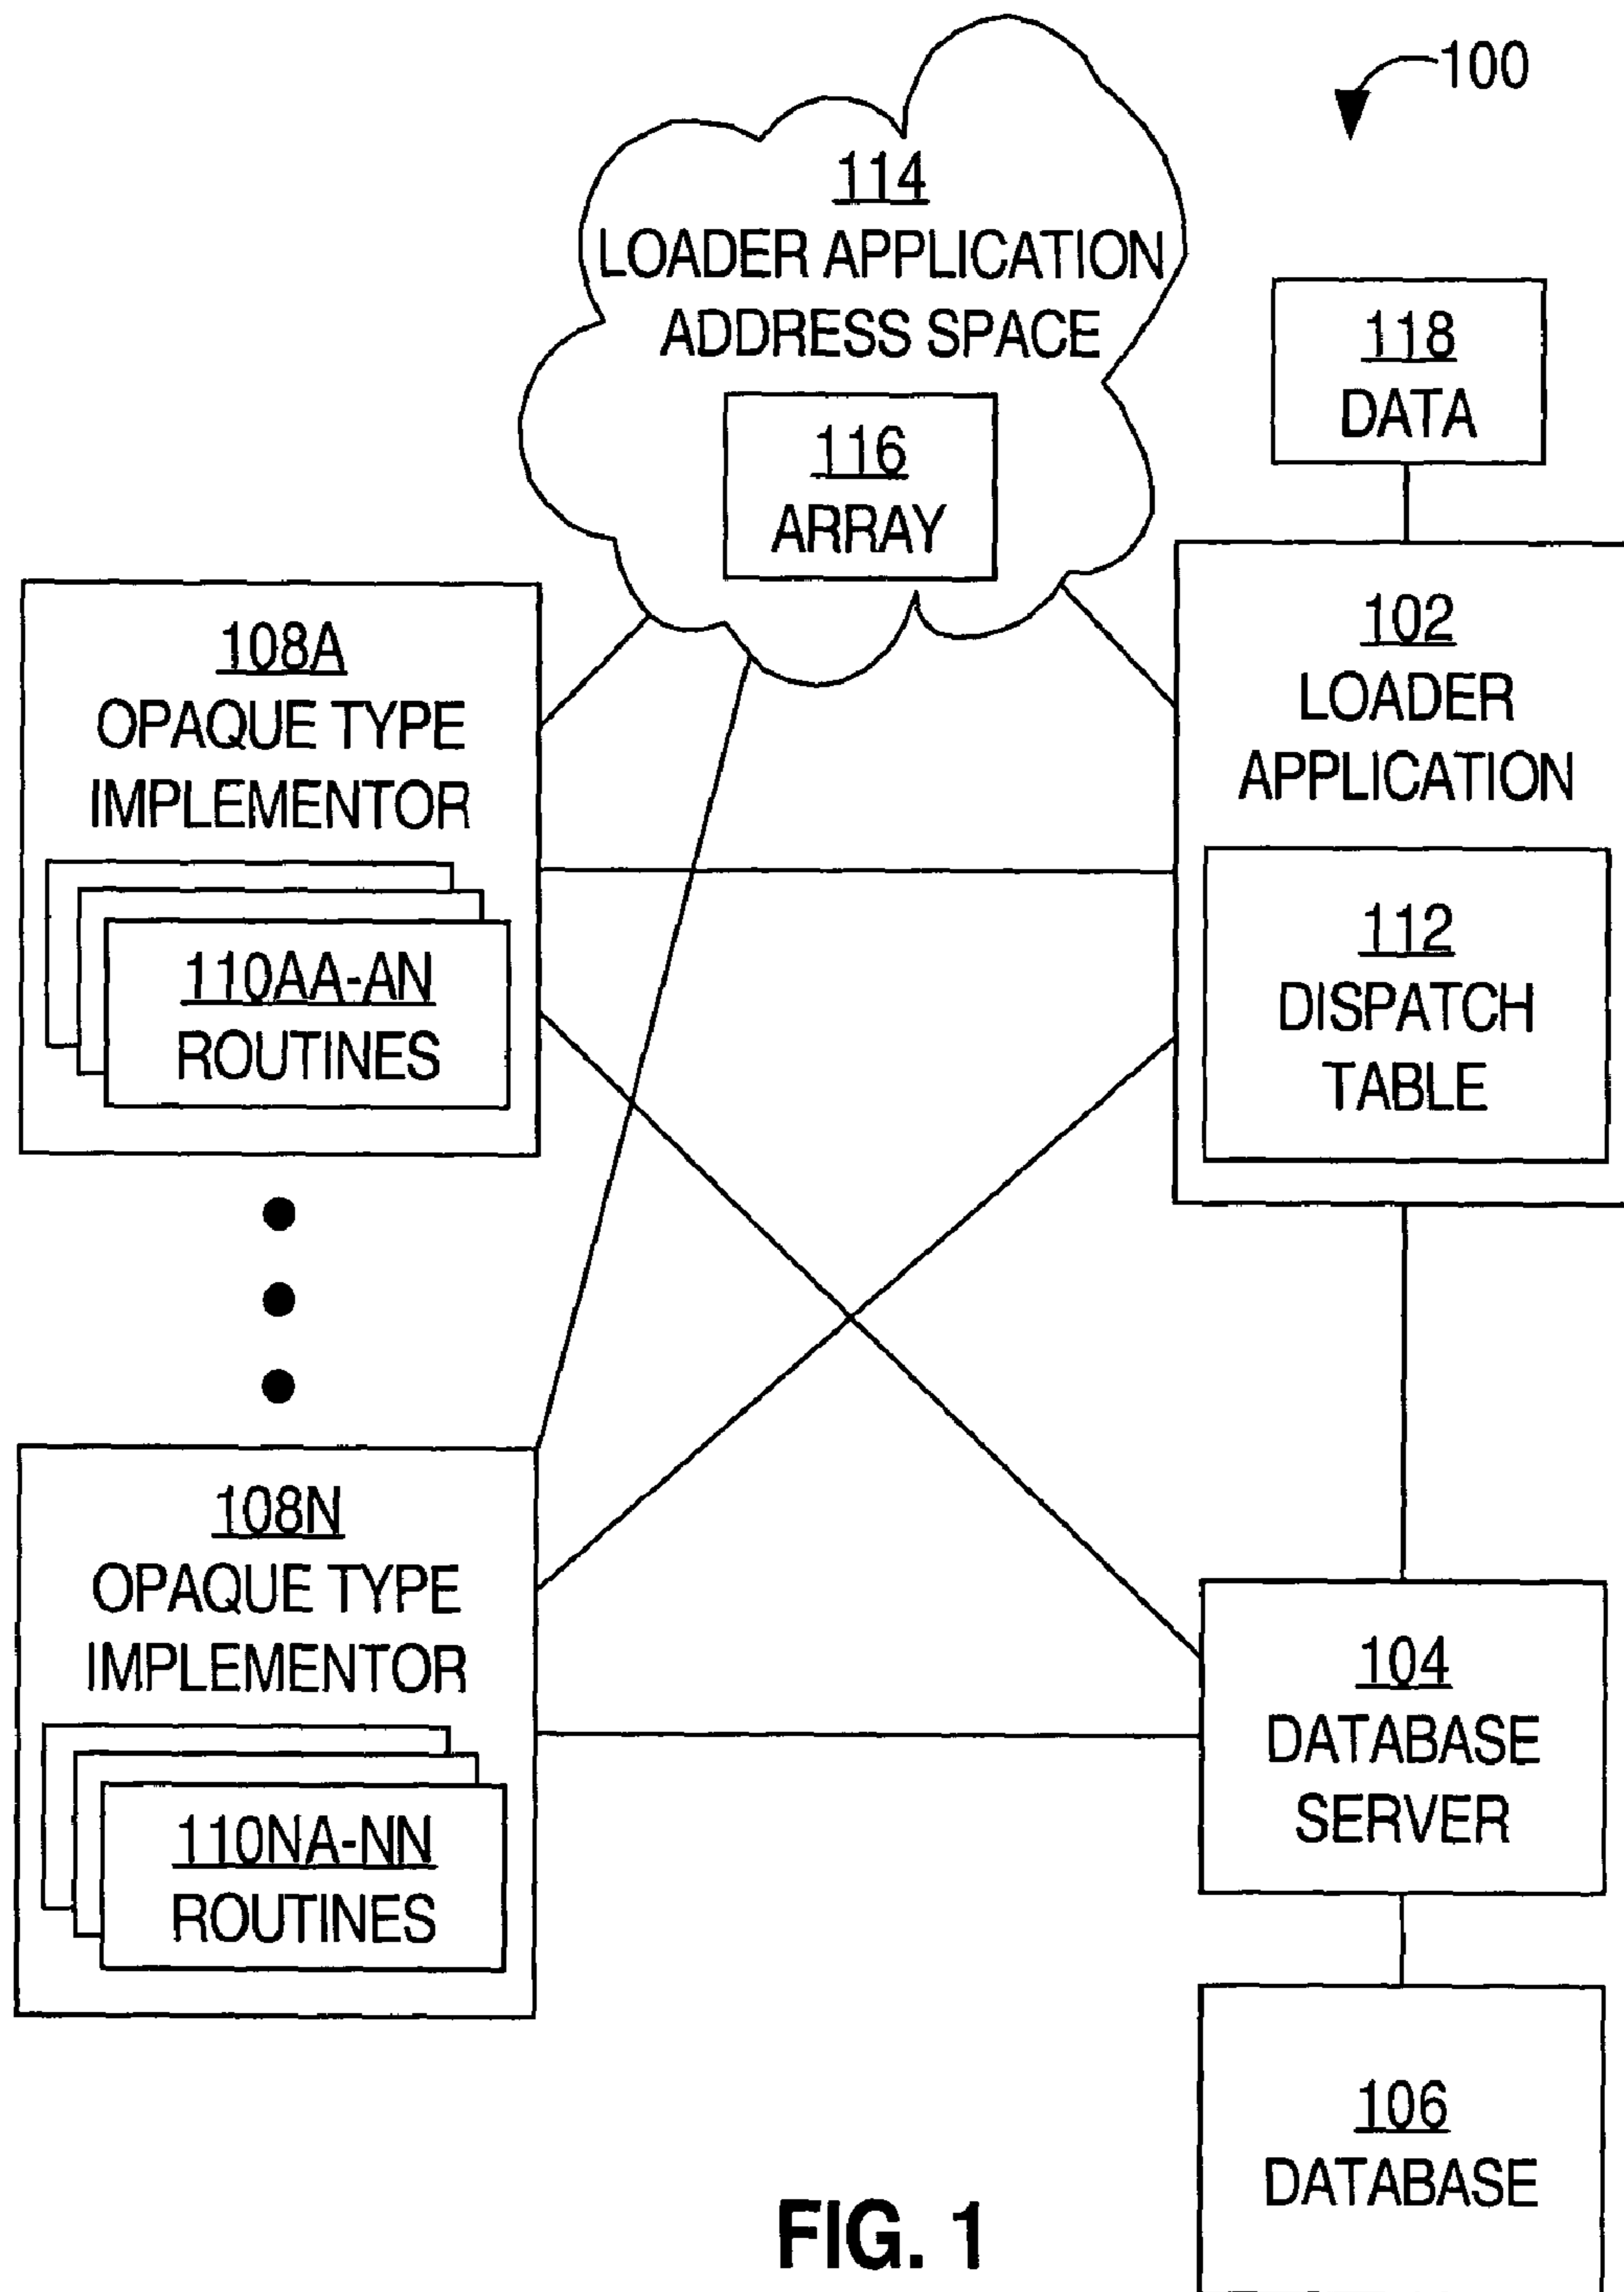 100
114
LOADER APPLICATION
ADDRESS SPACE
116
ARRAY
118
DATA
108A
OPAQUE TYPE
IMPLEMENTOR
110AA-AN
ROUTINES
102
LOADER
APPLICATION
112
DISPATCH
TABLE
108N
OPAQUE TYPE
IMPLEMENTOR
110NA-NN
ROUTINES
104
DATABASE
SERVER
106
DATABASE
FIG. 1